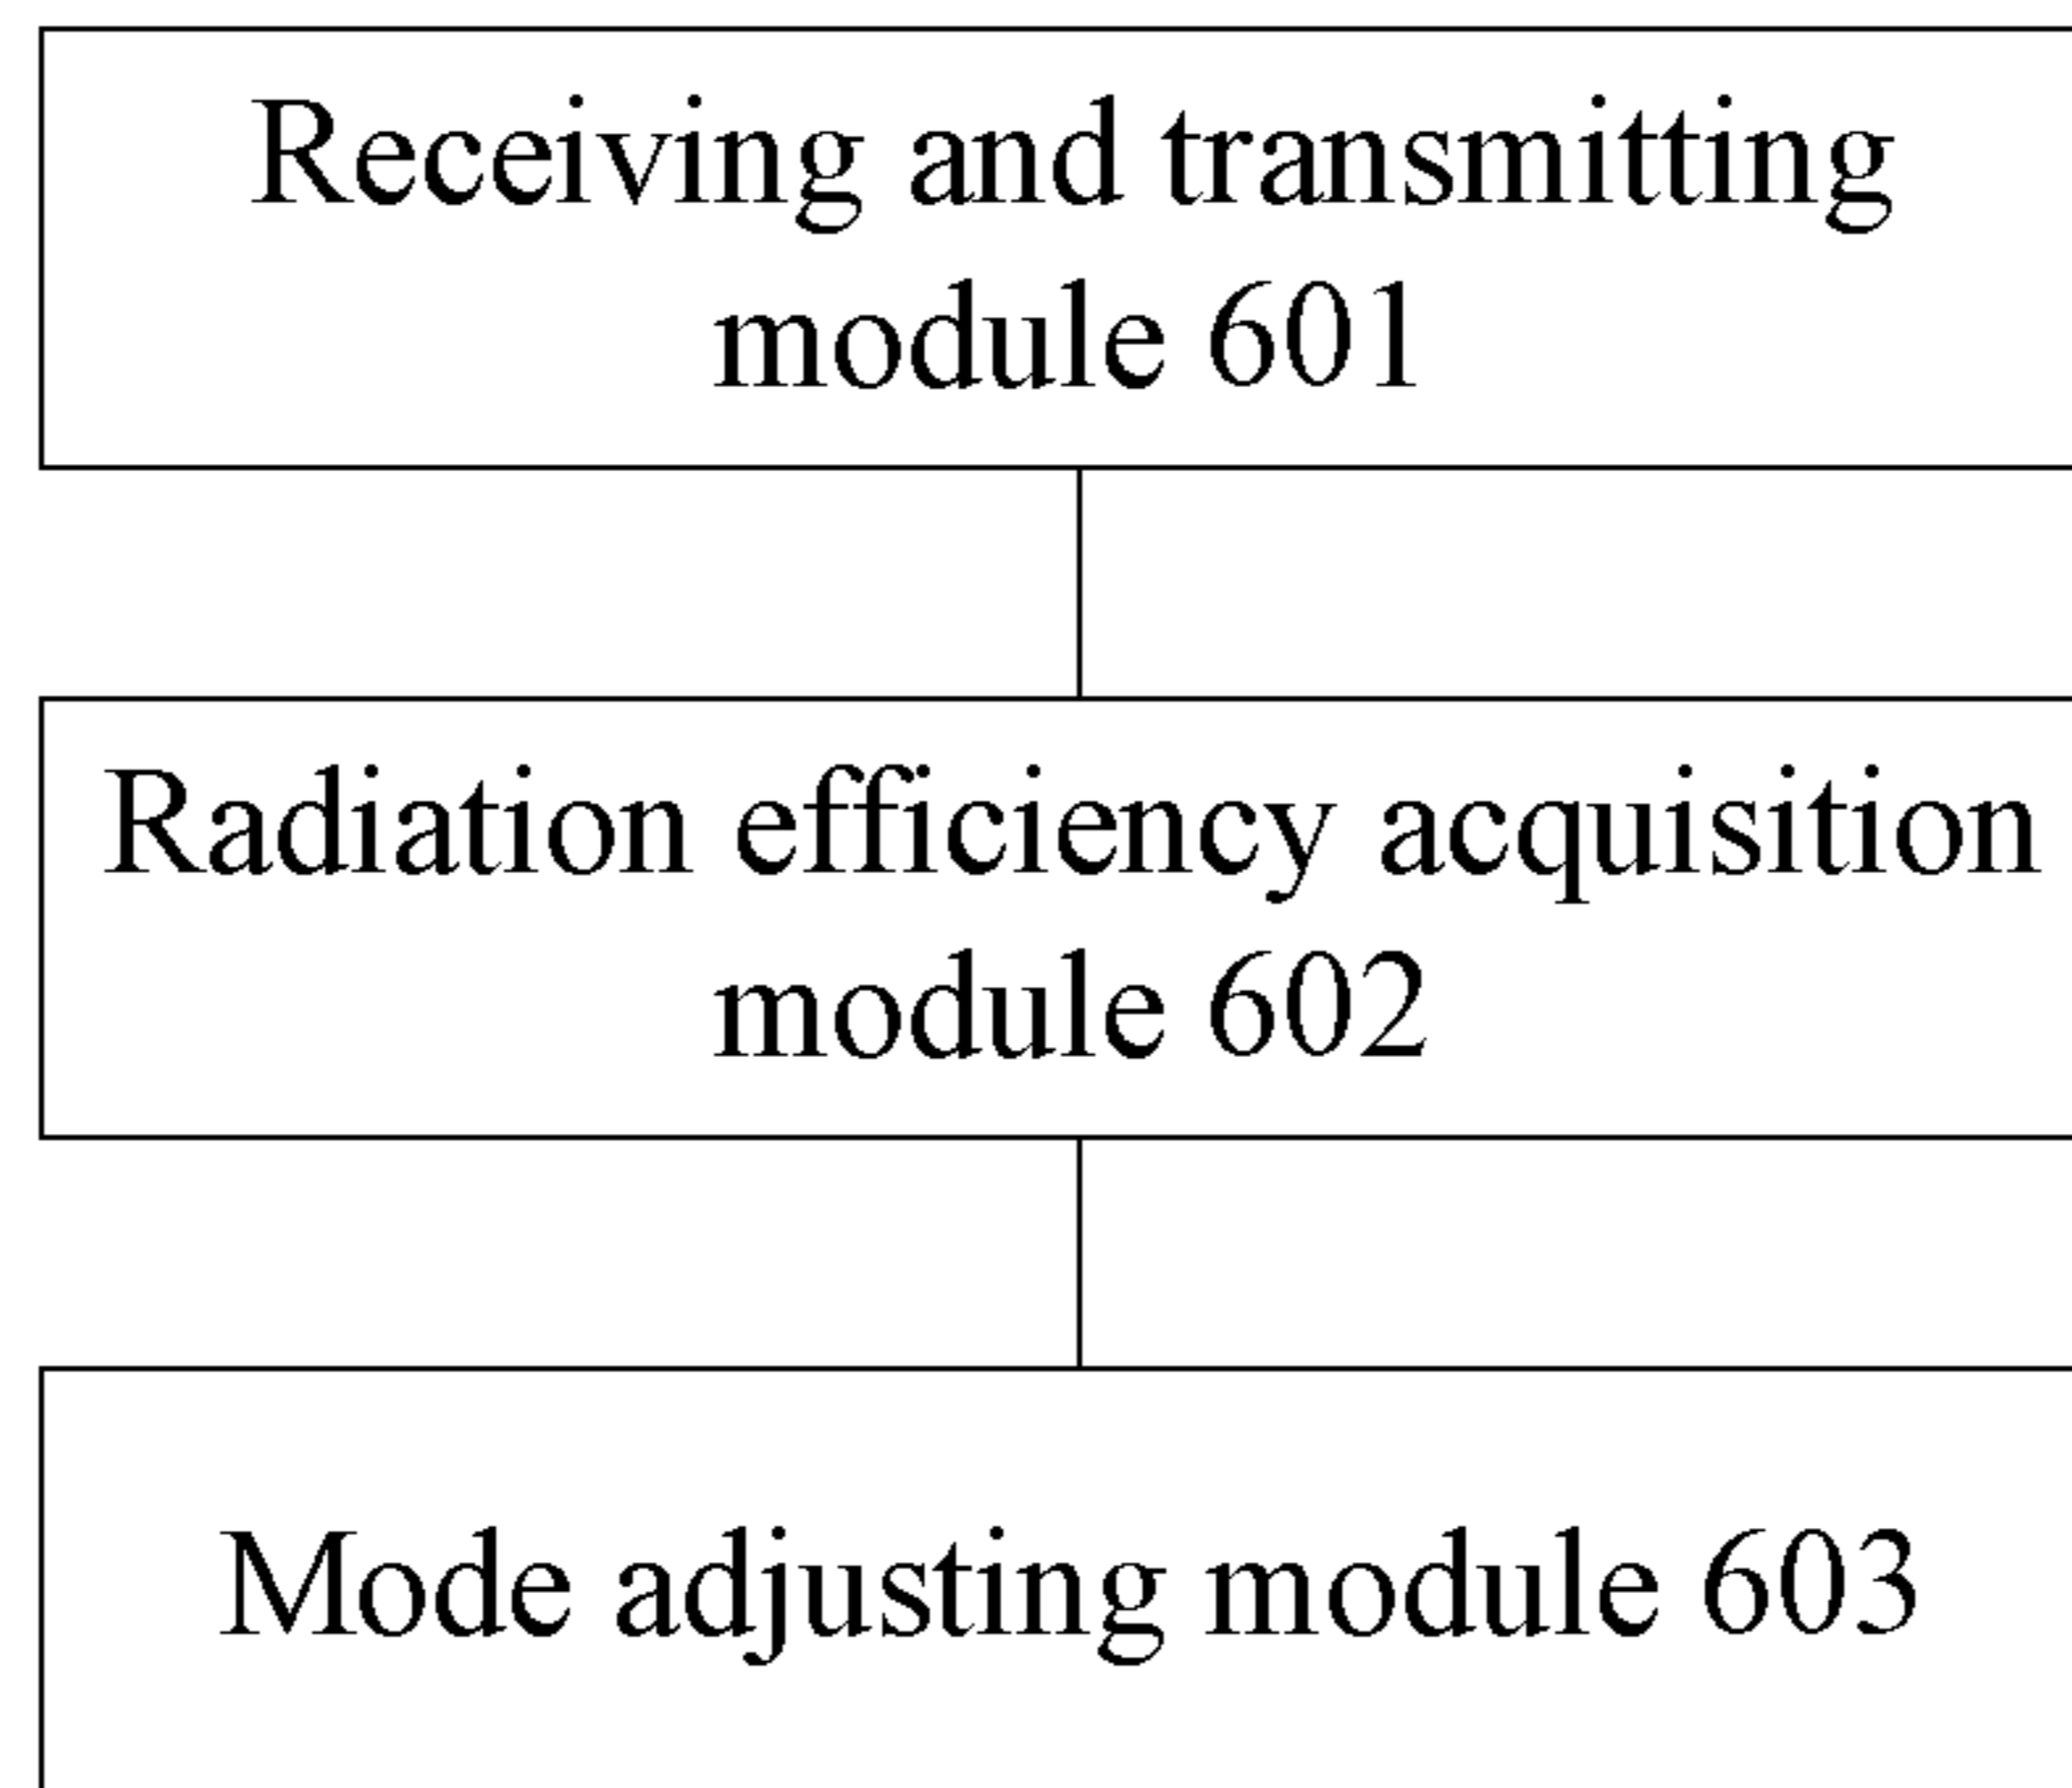 Receiving and transmitting
module 601
Radiation efficiency acquisition
module 602
Mode adjusting module 603